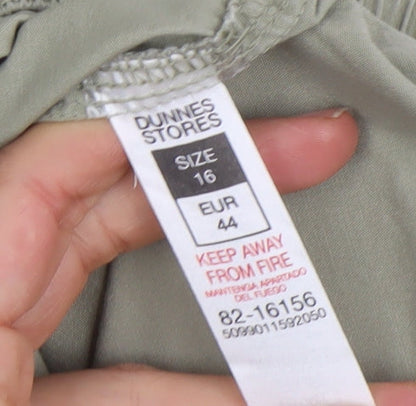 DUNNES
STORES
SIZE
16
EUR
44
KEEP AWAY
FROM FIRE
MANTENGA APARTADO
DEL FUEGO
82-16156
5099011592050